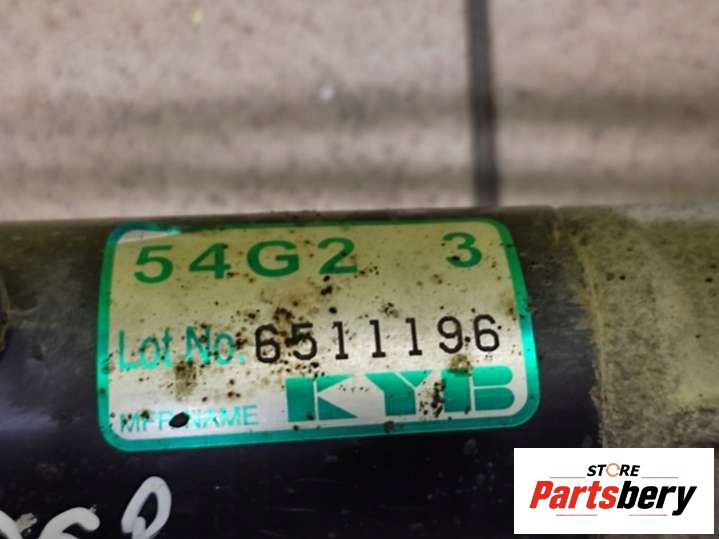 54G2 3
Lot No. 6511196
MFR NAME KYB
STORE
Partsbery